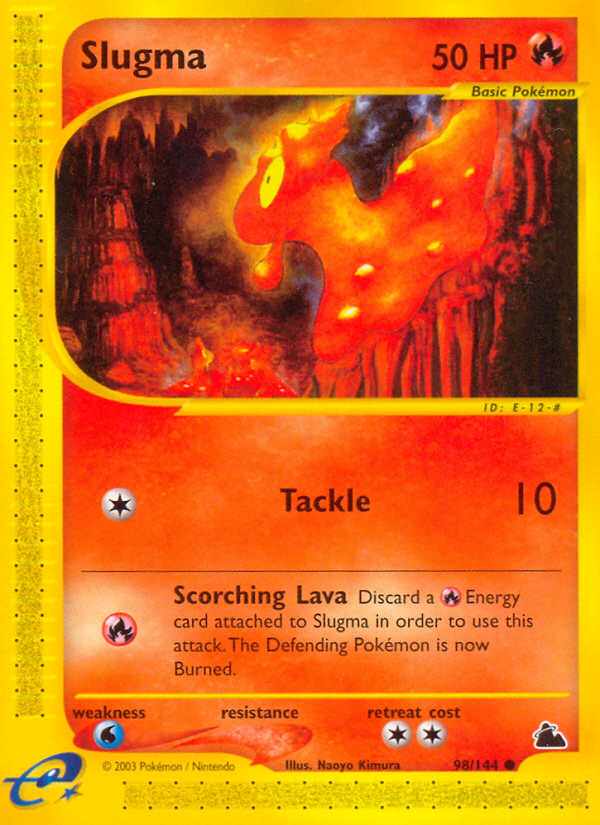 Slugma 50 HP
Basic Pokémon
ID: E-12-#
Tackle 10
Scorching Lava Discard a Energy
card attached to Slugma in order to use this
attack. The Defending Pokémon is now
Burned.
weakness resistance retreat cost
© 2003 Pokémon / Nintendo Illus. Naoyo Kimura 98/144
e